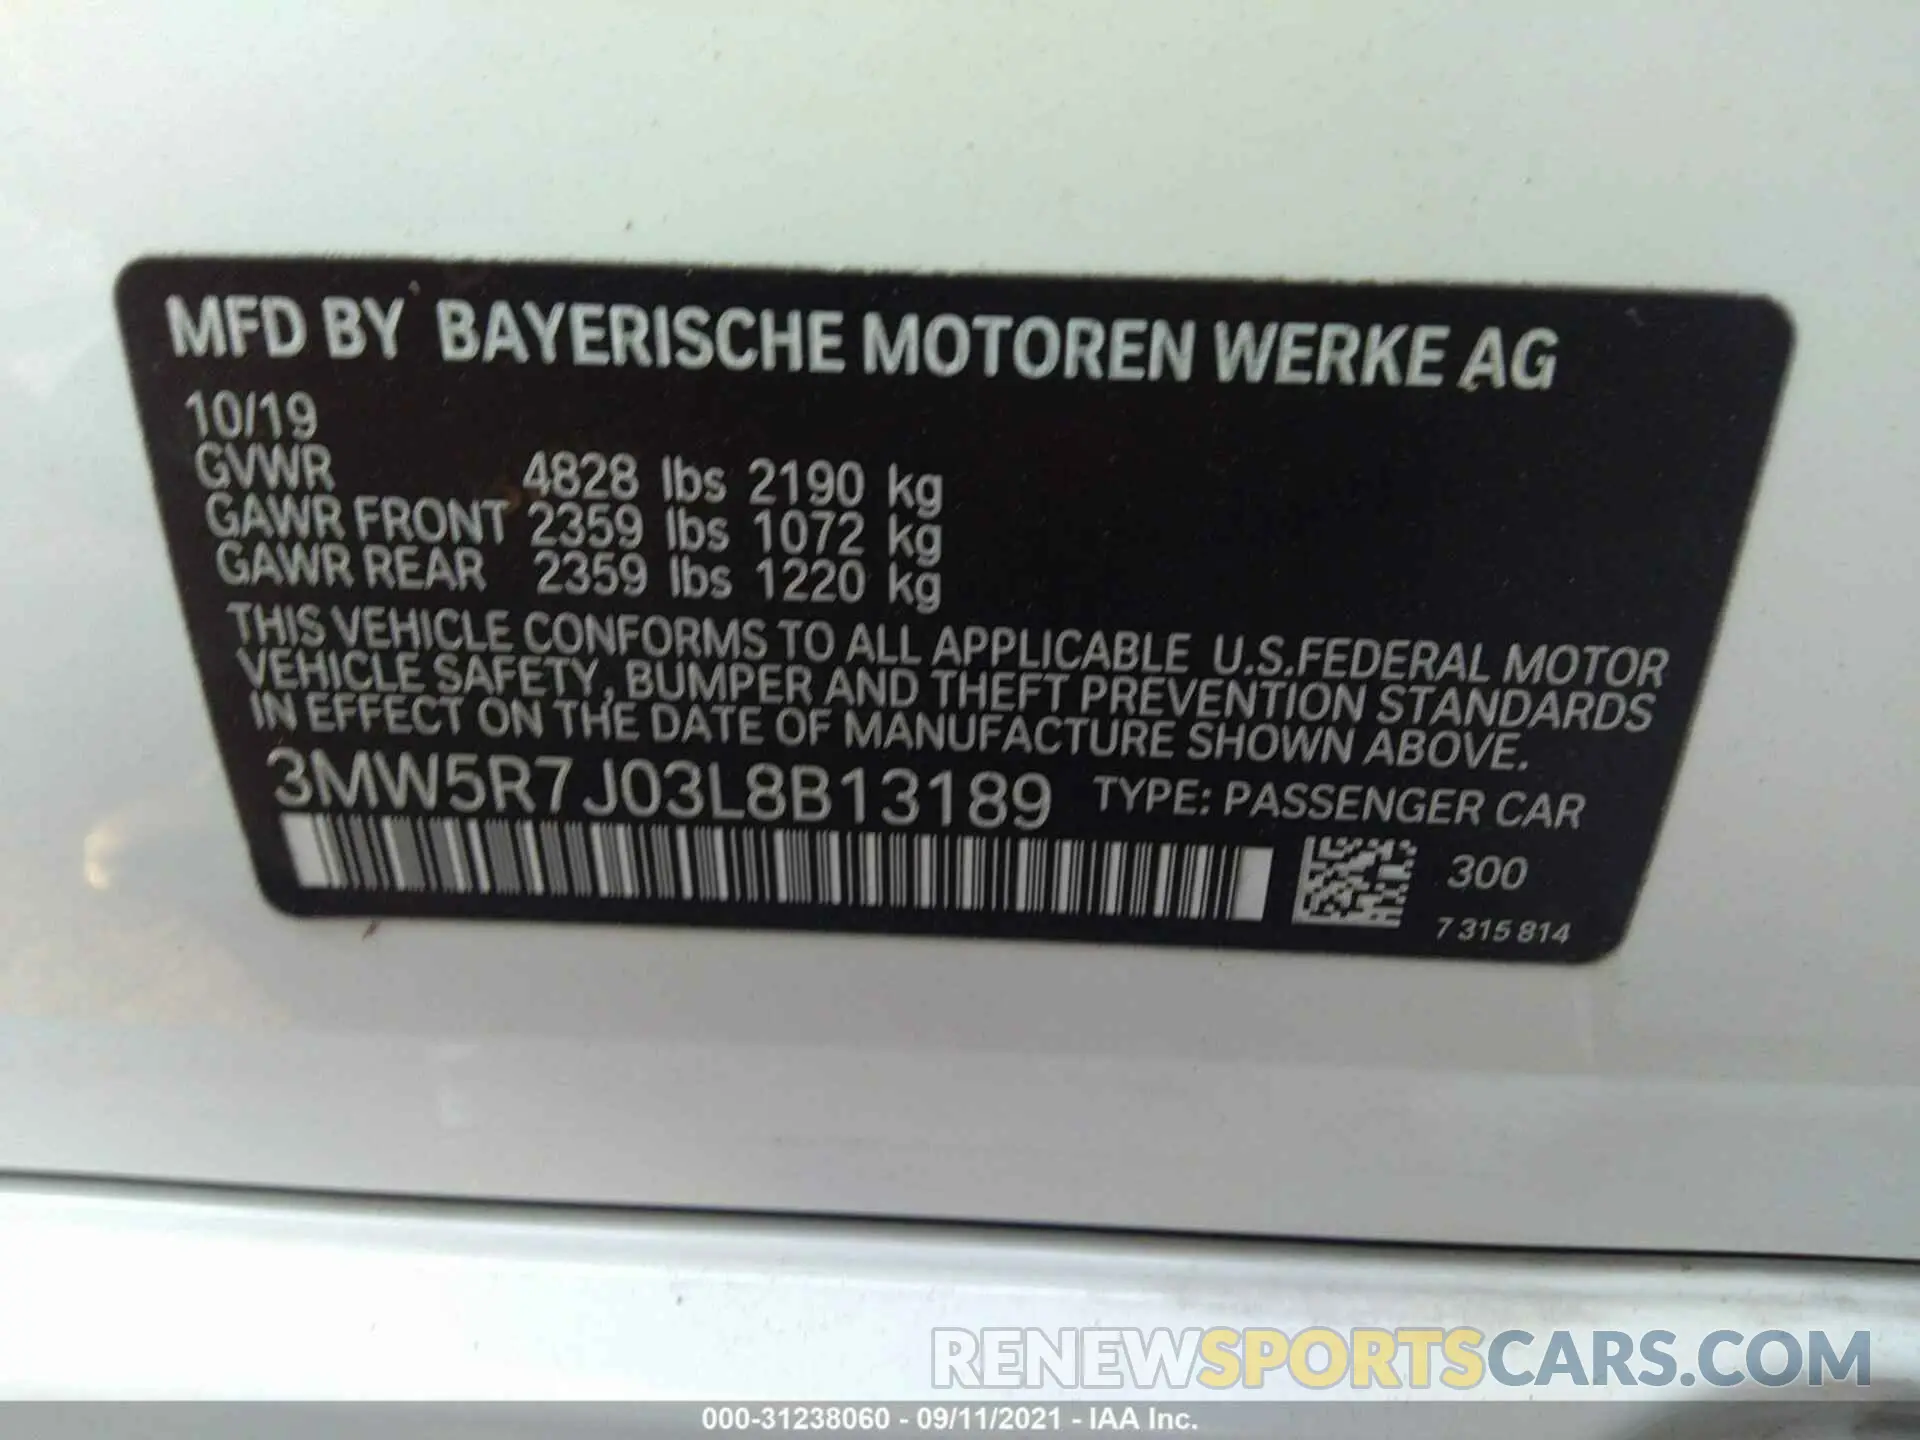 MFD BY BAYERISCHE MOTOREN WERKE AG
10/19
GVWR 4828 lbs 2190 kg
GAWR FRONT 2359 lbs 1072 kg
GAWR REAR 2359 lbs 1220 kg
THIS VEHICLE CONFORMS TO ALL APPLICABLE U.S.FEDERAL MOTOR
VEHICLE SAFETY, BUMPER AND THEFT PREVENTION STANDARDS
IN EFFECT ON THE DATE OF MANUFACTURE SHOWN ABOVE.
3MW5R7J03L8B13189 TYPE: PASSENGER CAR
300
7 315 814
RENEWSPORTSCARS.COM
000-31238060 - 09/11/2021 - IAA Inc.